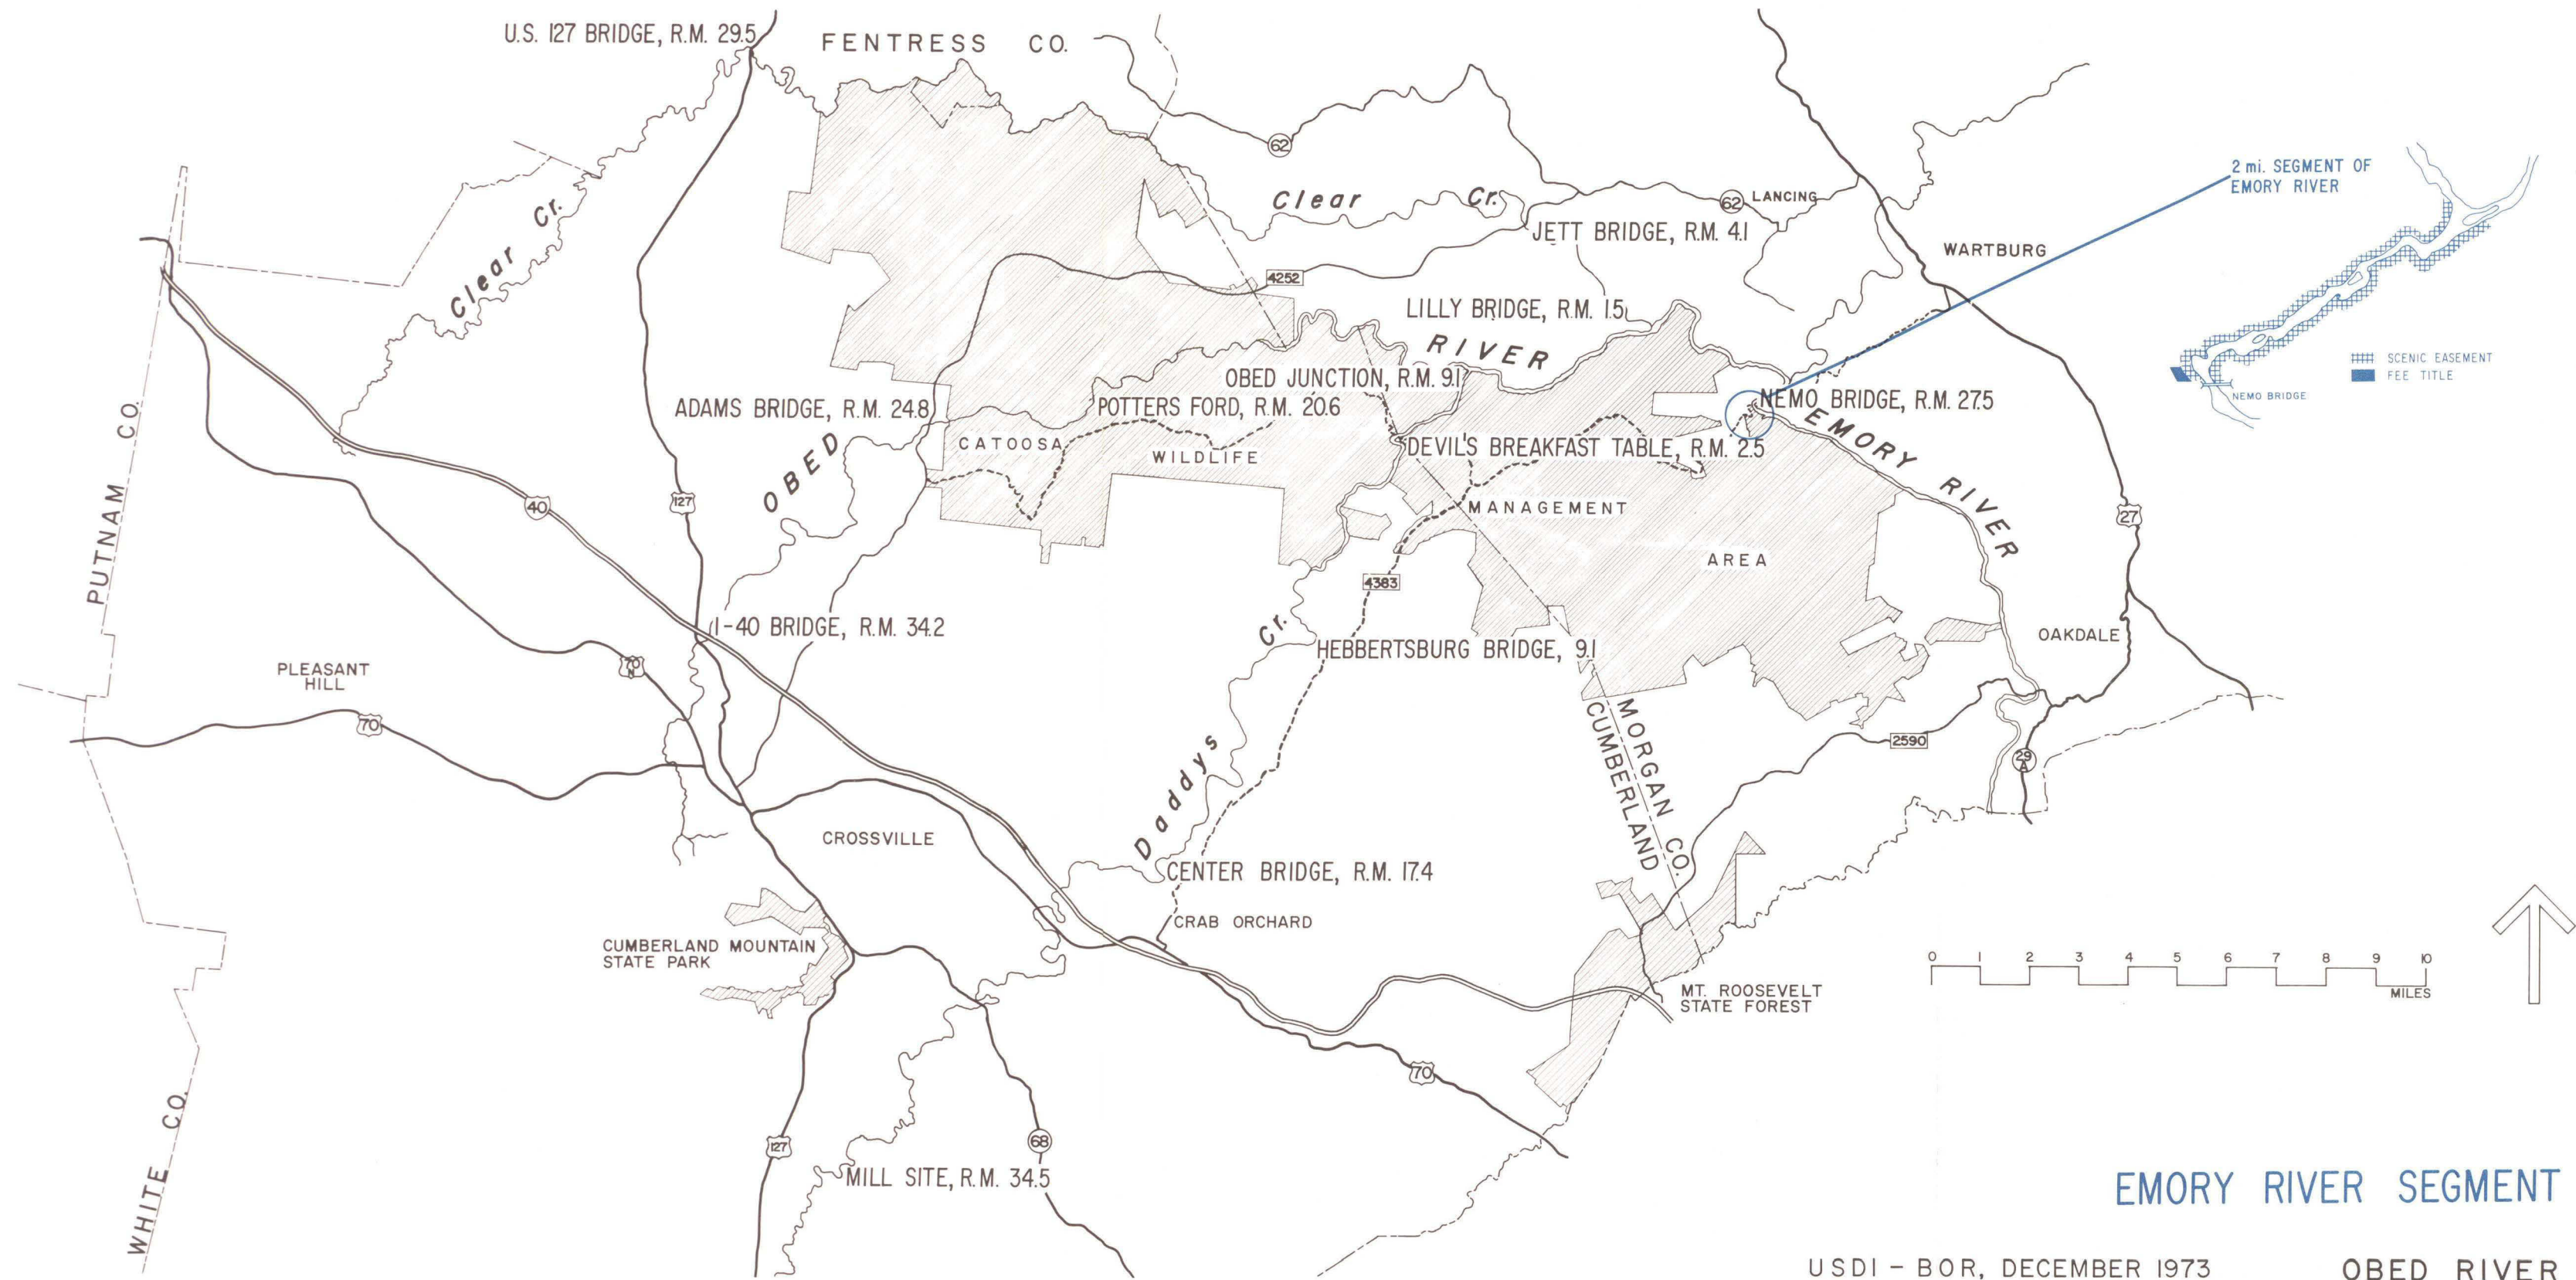 U.S. 127 BRIDGE, R.M. 29.5
FENTRESS CO.
62
Clear Cr.
62
LANCING
2 mi. SEGMENT OF
EMORY RIVER
JETT BRIDGE, R.M. 4.1
WARTBURG
Clear Cr.
4252
LILLY BRIDGE, R.M. 1.5
RIVER
SCENIC EASEMENT
FEE TITLE
NEMO BRIDGE
OBED JUNCTION, R.M. 9.1
ADAMS BRIDGE, R.M. 24.8
POTTERS FORD, R.M. 20.6
NEMO BRIDGE, R.M. 27.5
EMORY RIVER
CATOOSA
WILDLIFE
DEVIL'S BREAKFAST TABLE, R.M. 2.5
OBED
MANAGEMENT
AREA
PUTNAM CO.
40
127
27
4383
I-40 BRIDGE, R.M. 34.2
HEBBERTSBURG BRIDGE, 9.1
OAKDALE
PLEASANT
HILL
70
N
70
MORGAN CO.
CUMBERLAND
2590
29
A
Daddys Cr.
CROSSVILLE
CENTER BRIDGE, R.M. 17.4
CRAB ORCHARD
CUMBERLAND MOUNTAIN
STATE PARK
MT. ROOSEVELT
STATE FOREST
0 1 2 3 4 5 6 7 8 9 10
MILES
70
WHITE CO.
127
68
MILL SITE, R.M. 34.5
EMORY RIVER SEGMENT
USDI – BOR, DECEMBER 1973
OBED RIVER